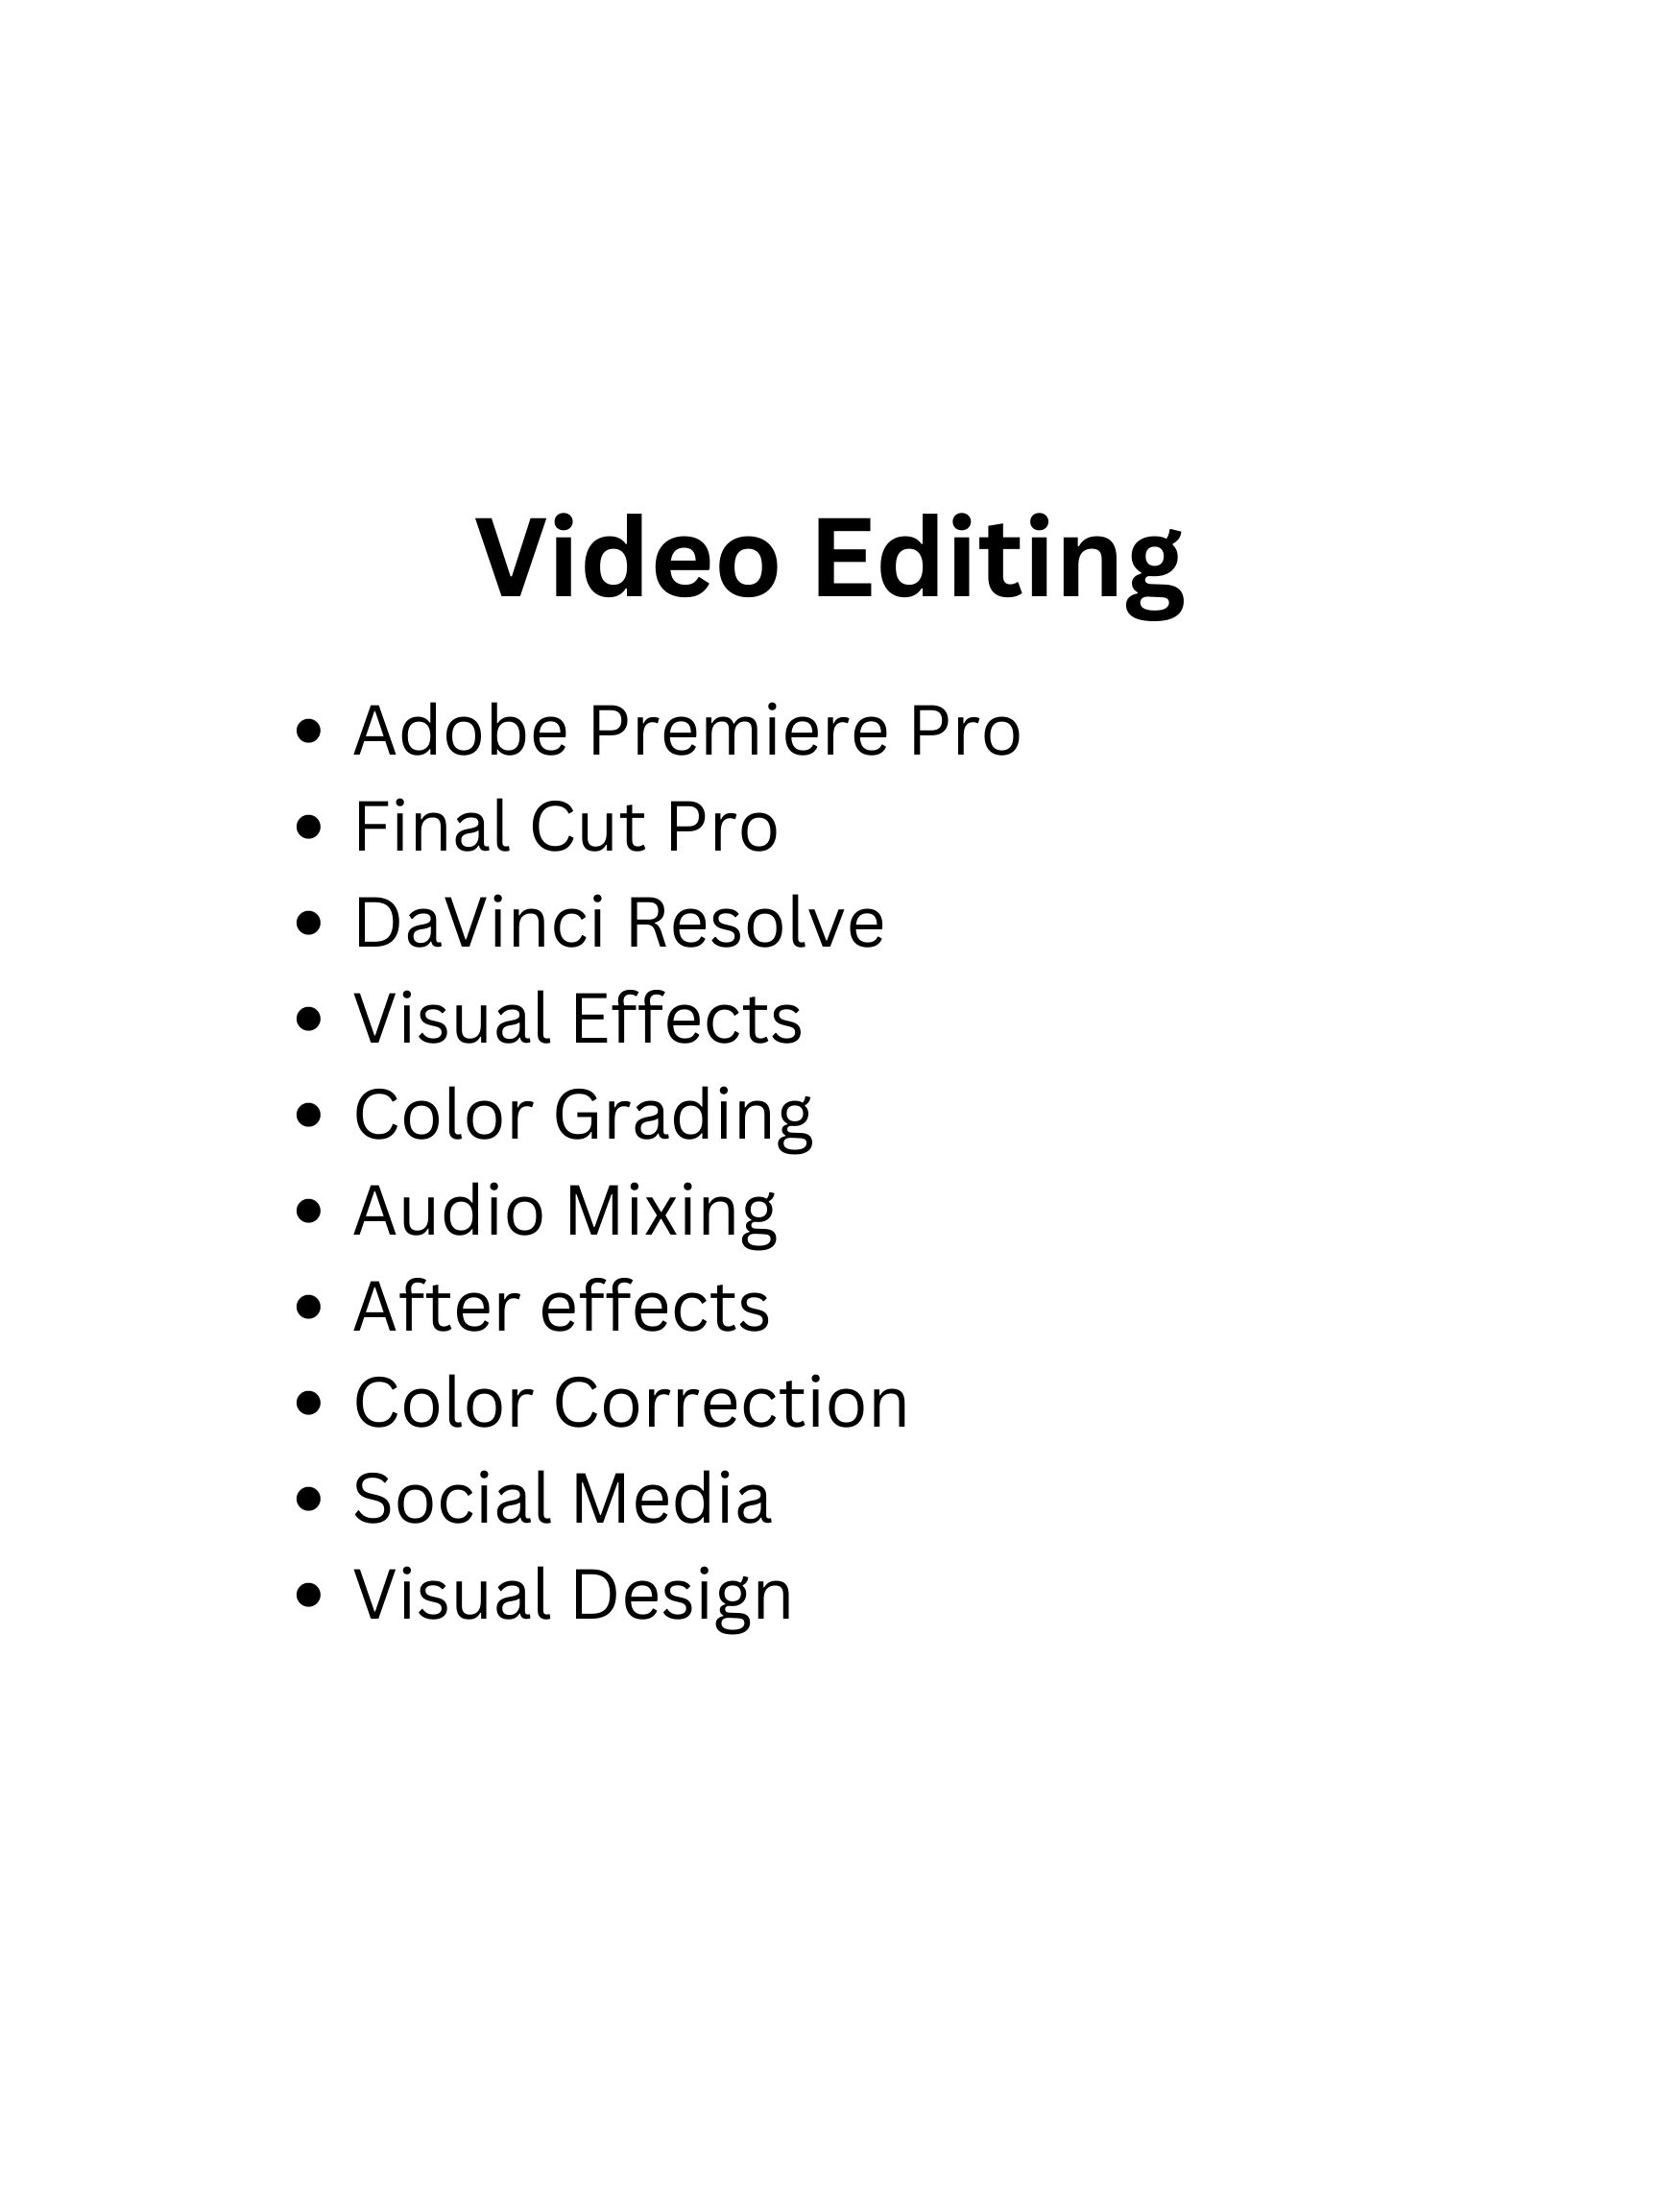 Video Editing
• Adobe Premiere Pro
• Final Cut Pro
• DaVinci Resolve
• Visual Effects
• Color Grading
• Audio Mixing
• After effects
• Color Correction
• Social Media
• Visual Design